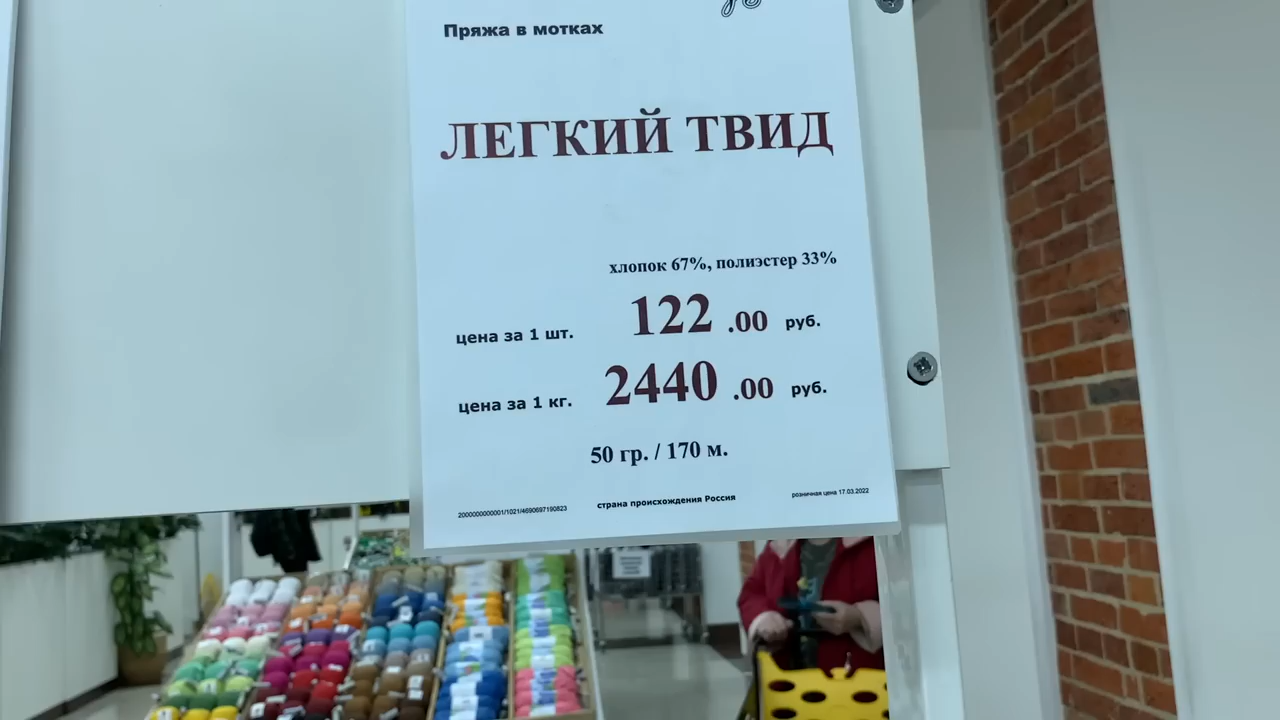 Пряжа в мотках
ЛЕГКИЙ ТВИД
хлопок 67%, полиэстер 33%
цена за 1 шт. 122 .00 руб.
цена за 1 кг. 2440 .00 руб.
50 гр. / 170 м.
2000000000001/1021/4690697190823 страна происхождения Россия розничная цена 17.03.2022